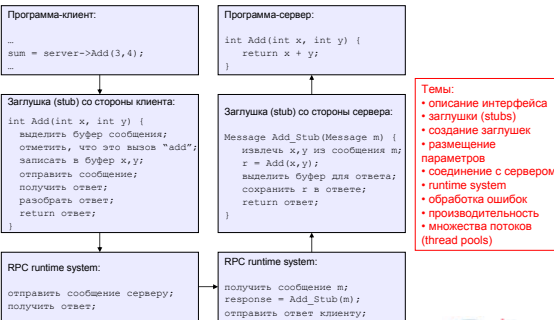 Программа-клиент:
…
sum = server->Add(3,4);
…
Программа-сервер:
int Add(int x, int y) {
return x + y;
}
Заглушка (stub) со стороны клиента:
int Add(int x, int y) {
выделить буфер сообщения;
отметить, что это вызов “add”;
записать в буфер x,y;
отправить сообщение;
получить ответ;
разобрать ответ;
return ответ;
}
Заглушка (stub) со стороны сервера:
Message Add_Stub(Message m) {
извлечь x,y из сообщения m;
r = Add(x,y);
выделить буфер для ответа;
сохранить r в ответе;
return ответ;
}
Темы:
• описание интерфейса
• заглушки (stubs)
• создание заглушек
• размещение
параметров
• соединение с сервером
• runtime system
• обработка ошибок
• производительность
• множества потоков
(thread pools)
RPC runtime system:
отправить сообщение серверу;
получить ответ;
RPC runtime system:
получить сообщение m;
response = Add_Stub(m);
отправить ответ клиенту;